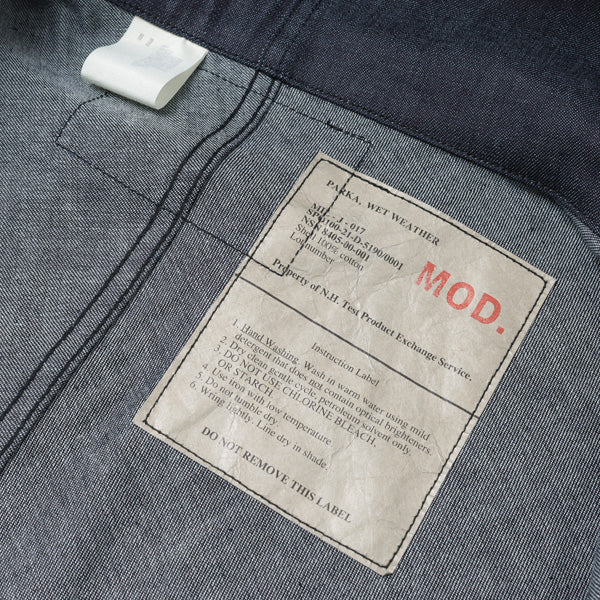 PARKA, WET WEATHER
MIL. J - 017
SPO100-21-D-5190/0001
NSN 8405-00-001
Shell 100% cotton
Lot number
MOD.
Property of N.H. Test Product Exchange Service.
Instruction Label
1. Hand Washing. Wash in warm water using mild
detergent that does not contain optical brighteners.
2. Dry clean, gentle cycle, petroleum solvent only.
3. DO NOT USE CHLORINE BLEACH,
OR STARCH.
4. Use iron with low temperature
5. Do not tumble dry.
6. Wring lightly. Line dry in shade.
DO NOT REMOVE THIS LABEL